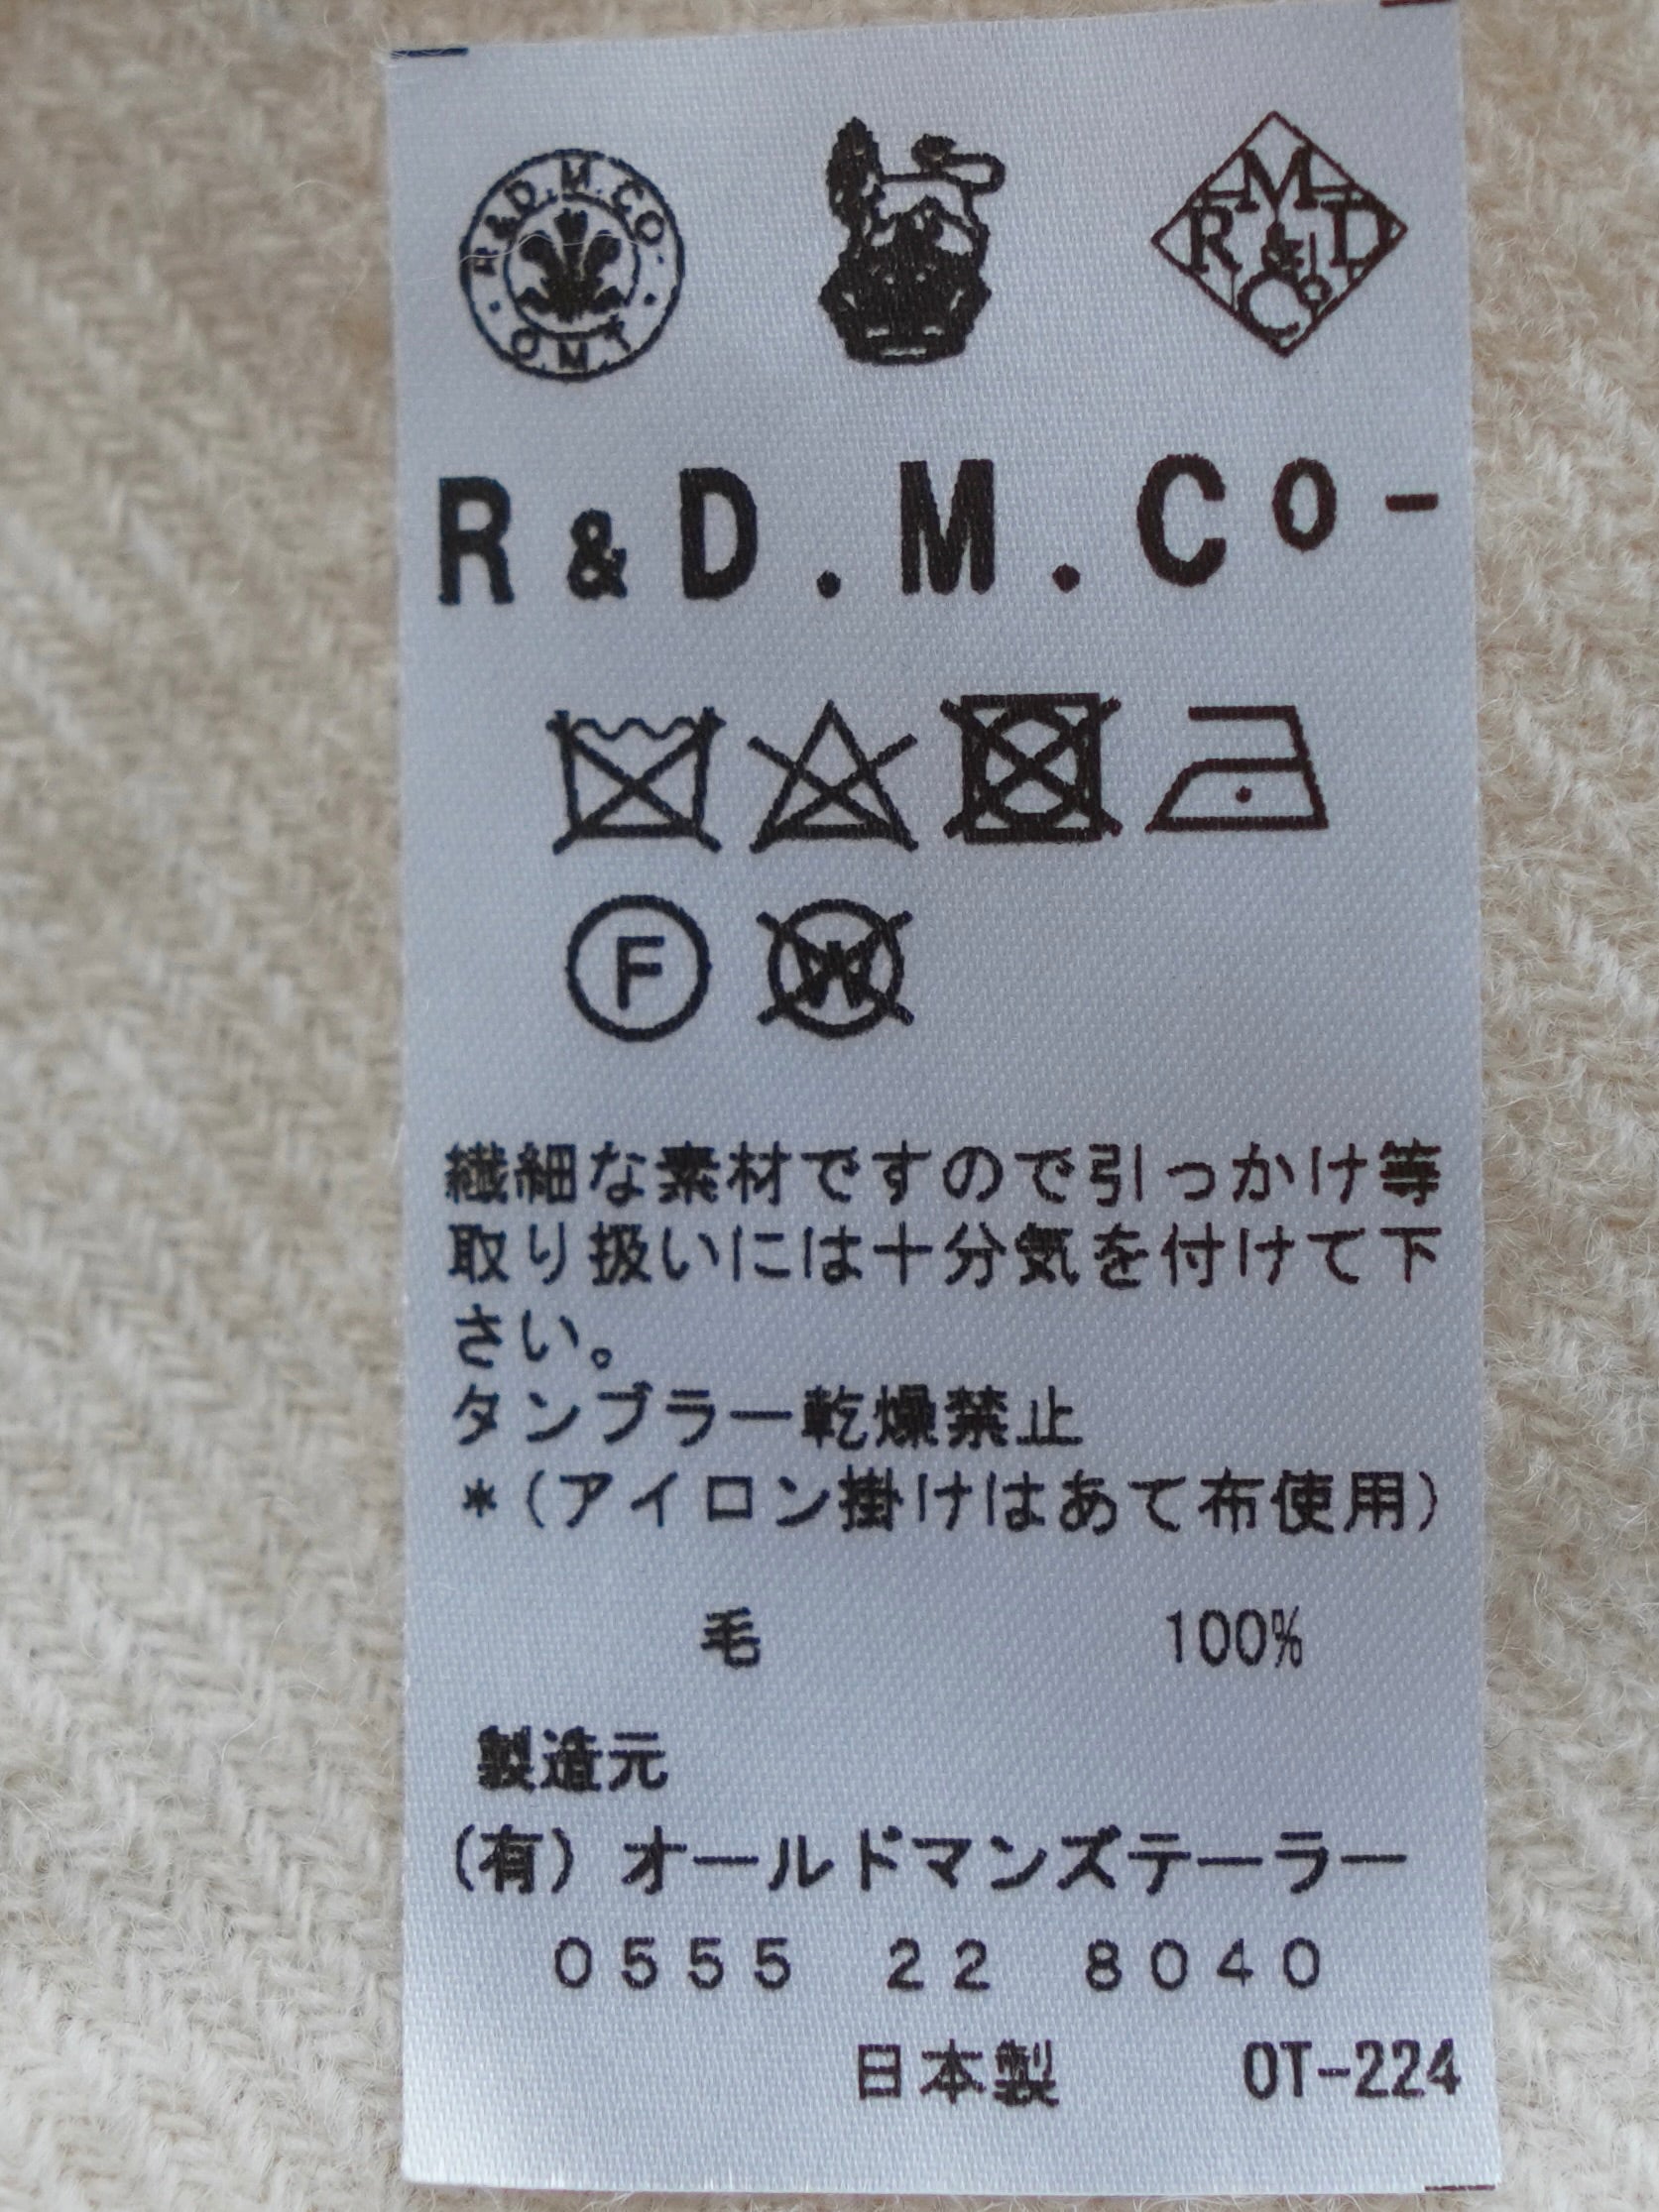 R&D.M.CO-
O.M.T
M
R & D
Co
R&D.M.Co-
F
W
繊細な素材ですので引っかけ等
取り扱いには十分気を付けて下
さい。
タンブラー乾燥禁止
*(アイロン掛けはあて布使用)
毛 100%
製造元
(有)オールドマンズテーラー
0555 22 8040
日本製 OT-224